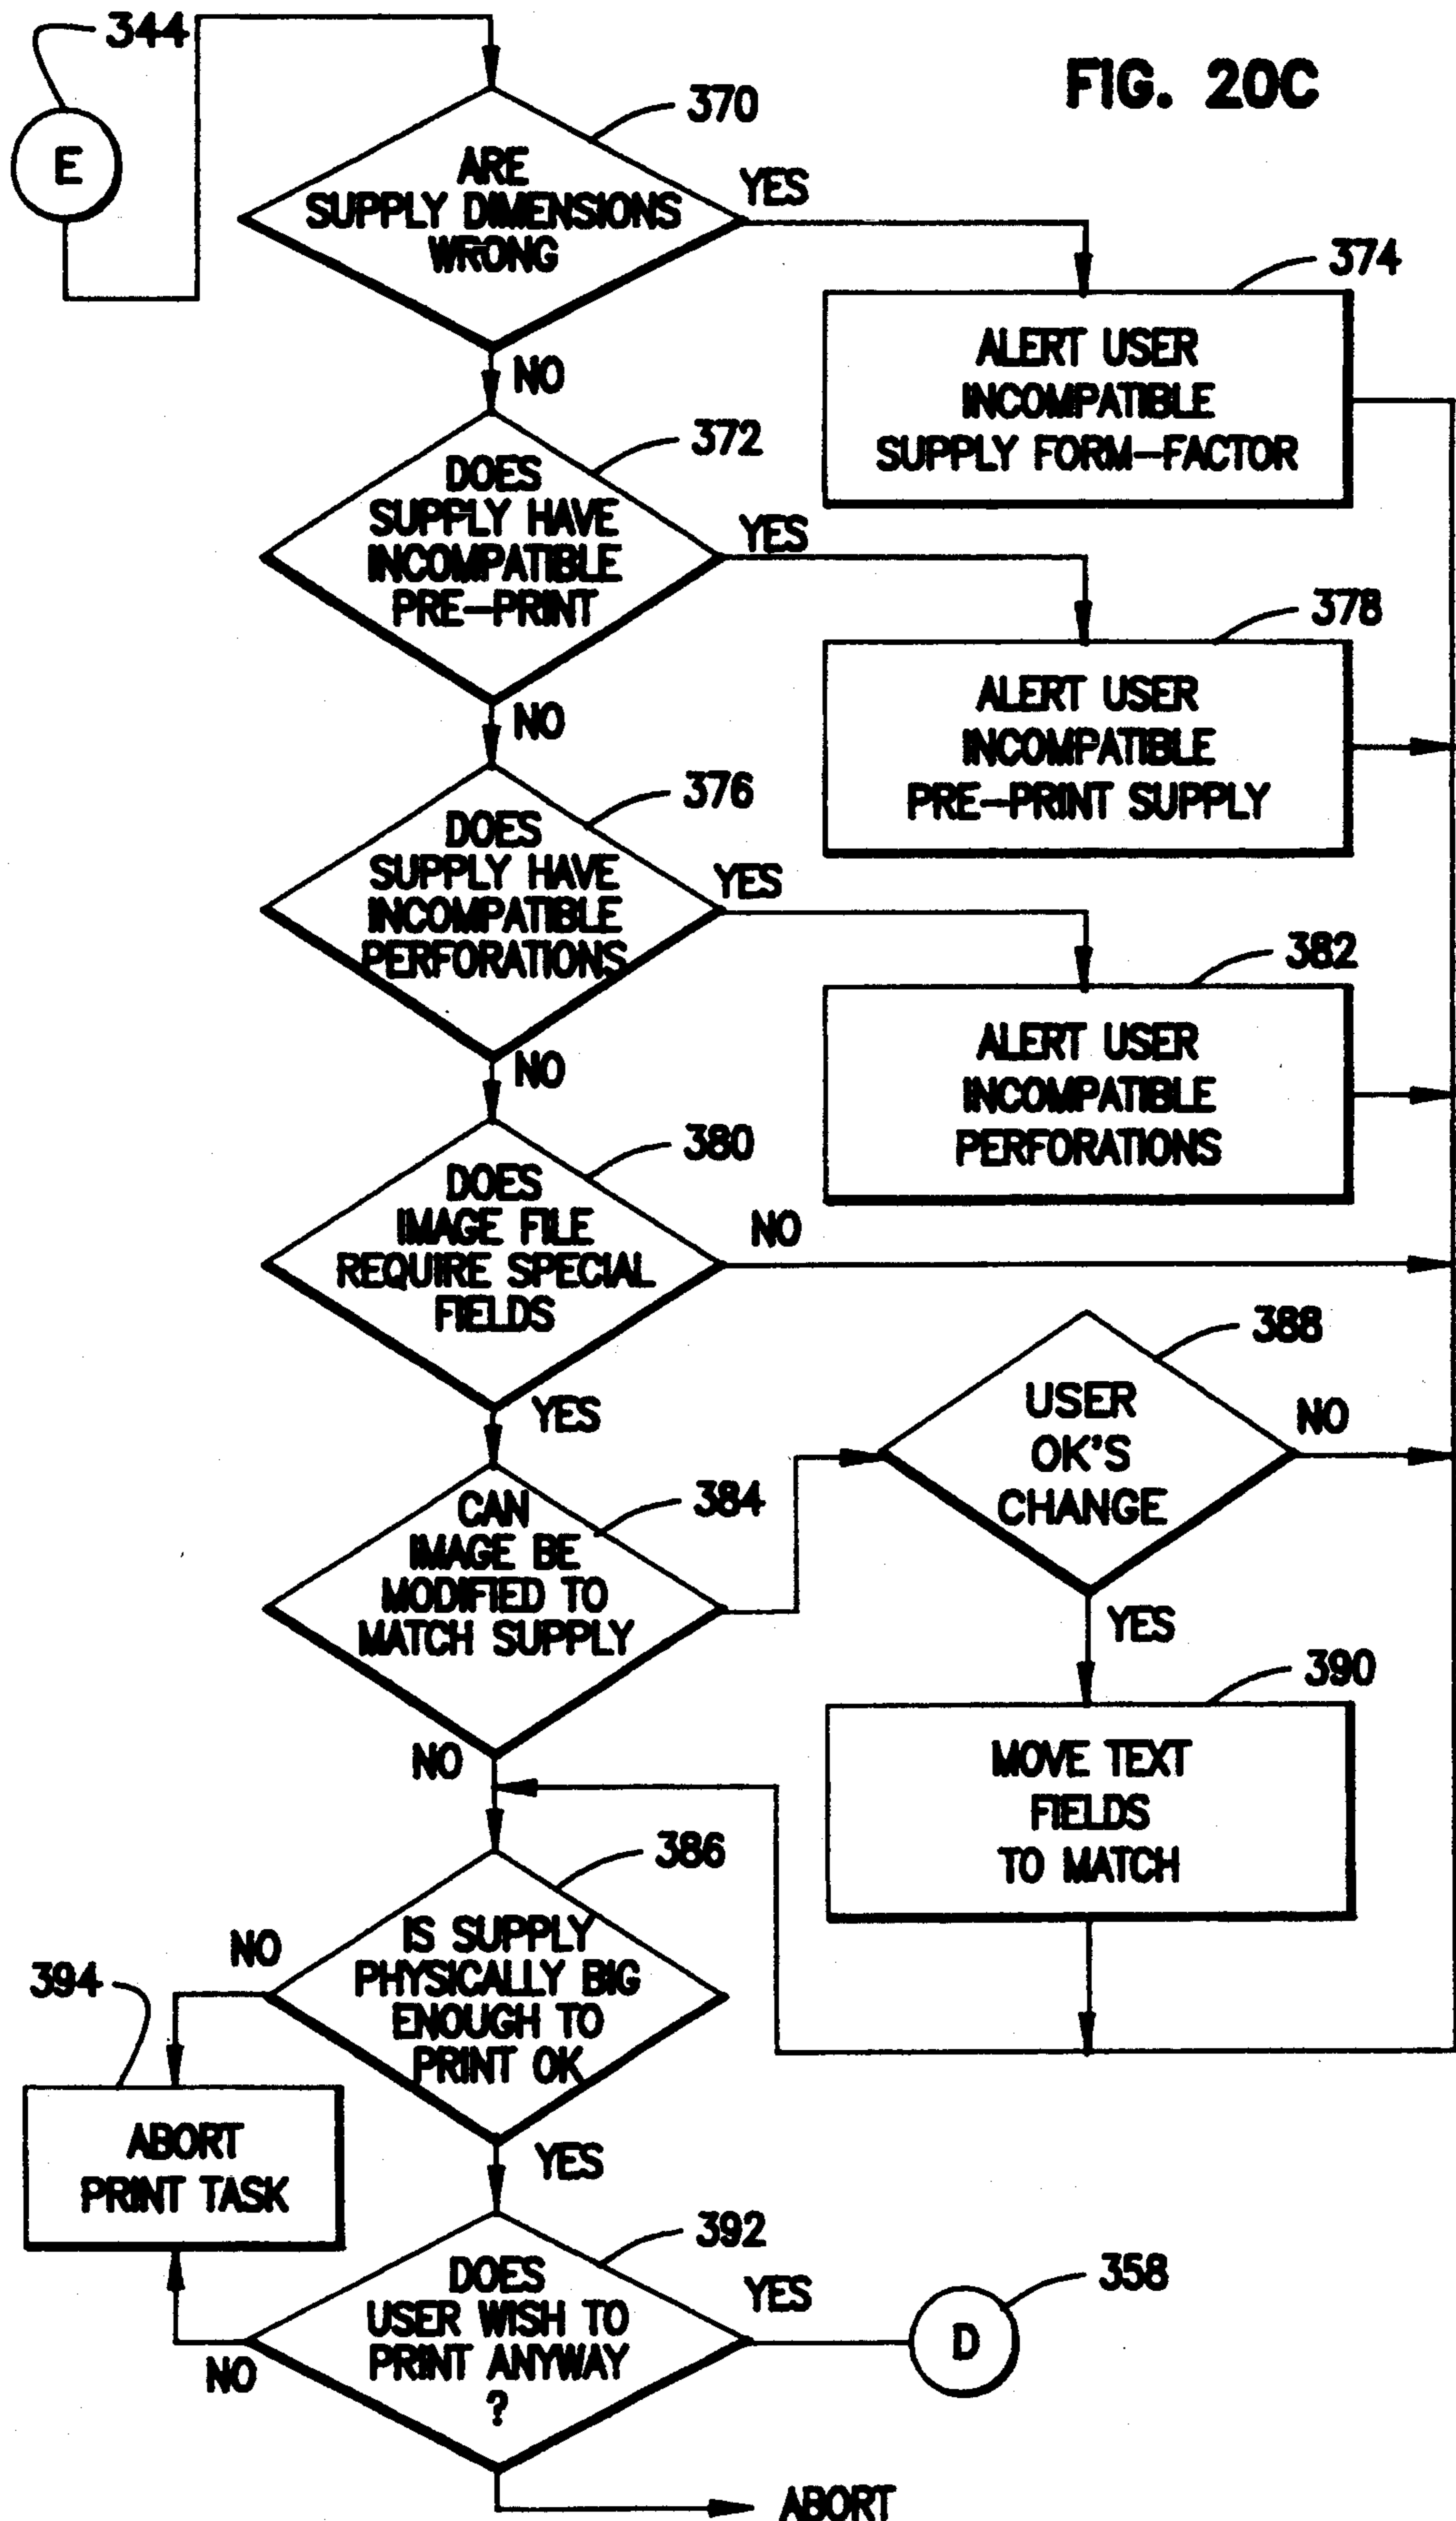 344
FIG. 20C
E
370
ARE
SUPPLY DIMENSIONS
WRONG
YES
NO
374
ALERT USER
INCOMPATIBLE
SUPPLY FORM-FACTOR
372
DOES
SUPPLY HAVE
INCOMPATIBLE
PRE-PRINT
YES
NO
378
ALERT USER
INCOMPATIBLE
PRE-PRINT SUPPLY
376
DOES
SUPPLY HAVE
INCOMPATIBLE
PERFORATIONS
YES
NO
382
ALERT USER
INCOMPATIBLE
PERFORATIONS
380
DOES
IMAGE FILE
REQUIRE SPECIAL
FIELDS
NO
YES
388
USER
OK'S
CHANGE
NO
YES
384
CAN
IMAGE BE
MODIFIED TO
MATCH SUPPLY
NO
390
MOVE TEXT
FIELDS
TO MATCH
386
IS SUPPLY
PHYSICALLY BIG
ENOUGH TO
PRINT OK
NO
YES
394
ABORT
PRINT TASK
392
DOES
USER WISH TO
PRINT ANYWAY
?
YES
NO
358
D
ABORT